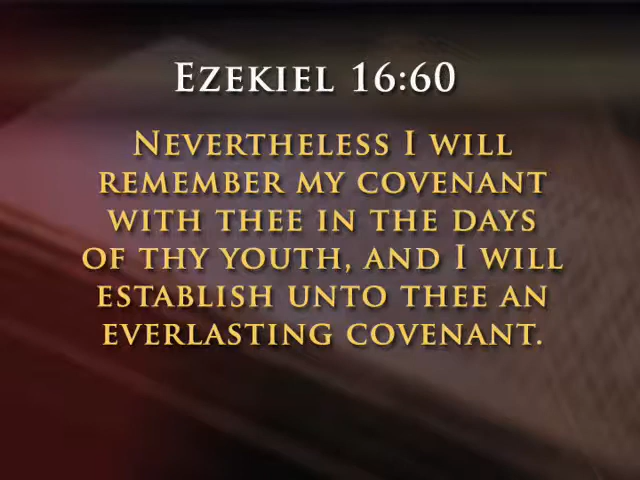 Ezekiel 16:60
Nevertheless I will
remember my covenant
with thee in the days
of thy youth, and I will
establish unto thee an
everlasting covenant.